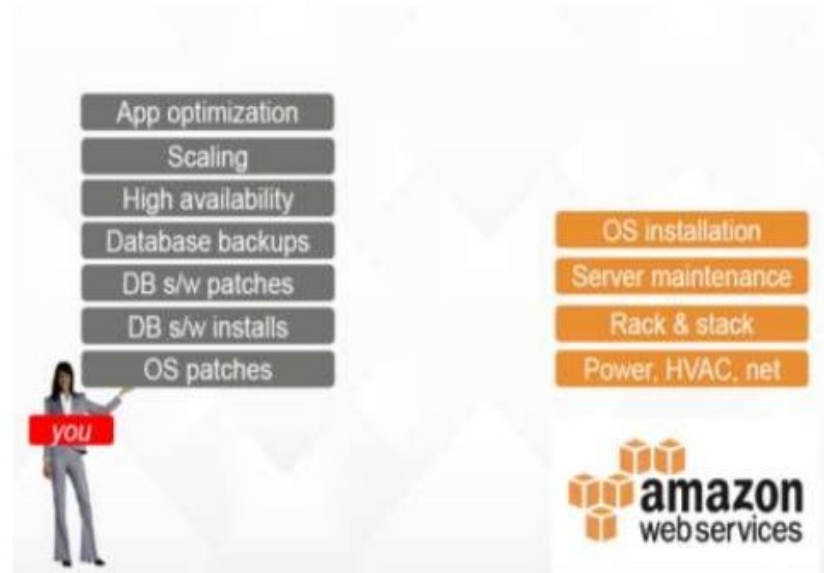 App optimization
Scaling
High availability
Database backups
DB s/w patches
DB s/w installs
OS patches
you
OS installation
Server maintenance
Rack & stack
Power, HVAC, net
amazon
webservices